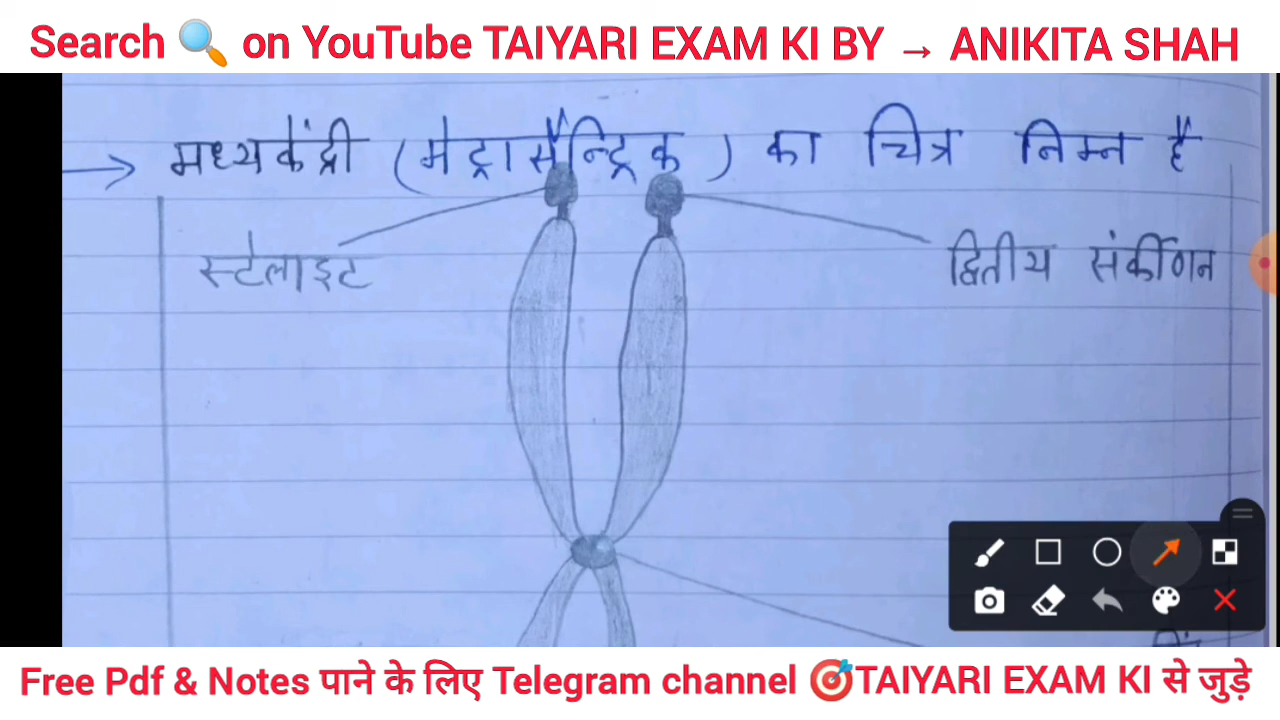 Search 🔍 on YouTube TAIYARI EXAM KI BY → ANIKITA SHAH
→ मध्यकेंद्री (मेट्रासैन्ट्रिक) का चित्र निम्न है
स्टेलाइट
द्वितीय संर्कीगन
Free Pdf & Notes पाने के लिए Telegram channel 🎯TAIYARI EXAM KI से जुड़े